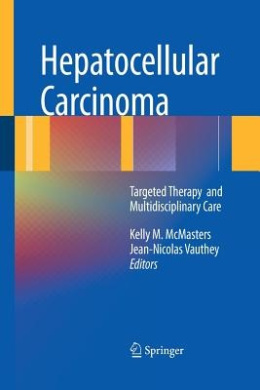 Hepatocellular
Carcinoma
Targeted Therapy and
Multidisciplinary Care
Kelly M. McMasters
Jean-Nicolas Vauthey
Editors
Springer